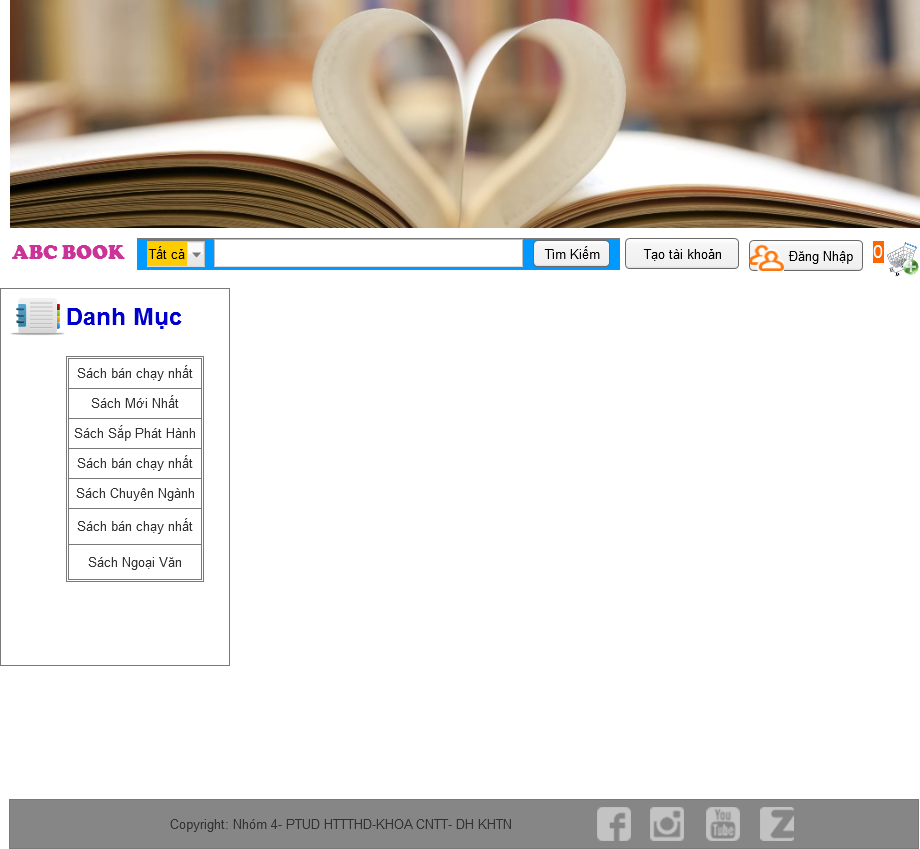 ABC BOOK
Tất cả
Tìm Kiếm
Tạo tài khoản
Đăng Nhập
0
Danh Mục
Sách bán chạy nhất
Sách Mới Nhất
Sách Sắp Phát Hành
Sách bán chạy nhất
Sách Chuyên Ngành
Sách bán chạy nhất
Sách Ngoại Văn
Copyright: Nhóm 4- PTUD HTTTHD-KHOA CNTT- DH KHTN
You
Tube